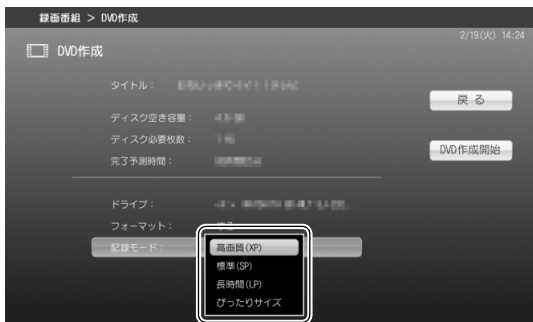 録画番組 > DVD作成
2/19(火) 14:24
DVD作成
タイトル：
戻る
ディスク空き容量：
ディスク必要枚数：
DVD作成開始
完了予測時間：
ドライブ：
フォーマット：
記録モード：
高画質(XP)
標準(SP)
長時間(LP)
ぴったりサイズ